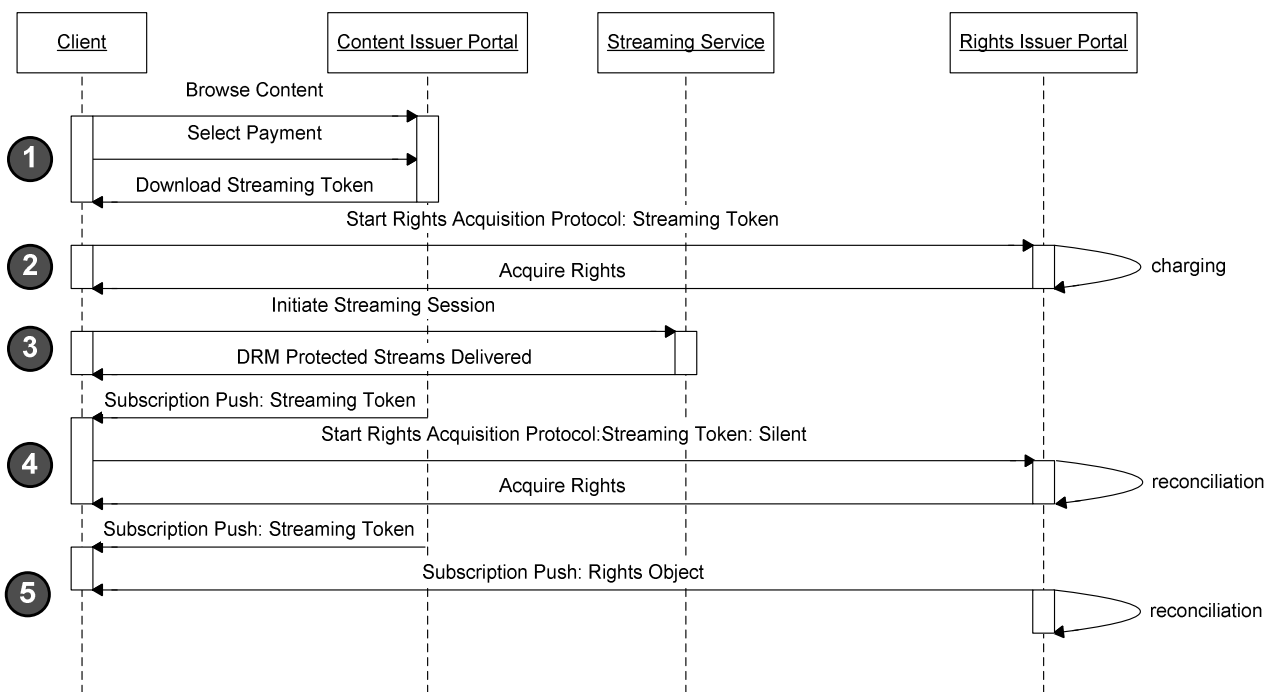 Client
Content Issuer Portal
Streaming Service
Rights Issuer Portal
Browse Content
Select Payment
1
Download Streaming Token
Start Rights Acquisition Protocol: Streaming Token
2
Acquire Rights
charging
Initiate Streaming Session
3
DRM Protected Streams Delivered
Subscription Push: Streaming Token
Start Rights Acquisition Protocol:Streaming Token: Silent
4
Acquire Rights
reconciliation
Subscription Push: Streaming Token
Subscription Push: Rights Object
5
reconciliation